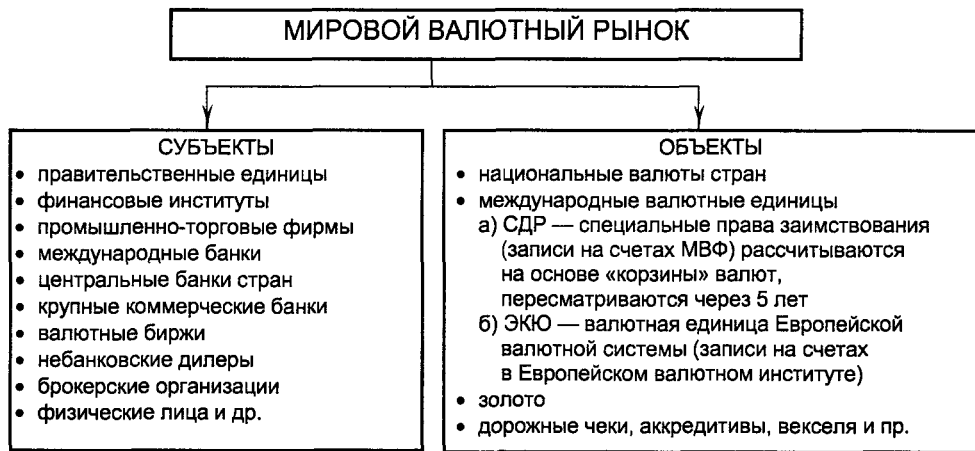 МИРОВОЙ ВАЛЮТНЫЙ РЫНОК
СУБЪЕКТЫ
• правительственные единицы
• финансовые институты
• промышленно-торговые фирмы
• международные банки
• центральные банки стран
• крупные коммерческие банки
• валютные биржи
• небанковские дилеры
• брокерские организации
• физические лица и др.
ОБЪЕКТЫ
• национальные валюты стран
• международные валютные единицы
а) СДР — специальные права заимствования
(записи на счетах МВФ) рассчитываются
на основе «корзины» валют,
пересматриваются через 5 лет
б) ЭКЮ — валютная единица Европейской
валютной системы (записи на счетах
в Европейском валютном институте)
• золото
• дорожные чеки, аккредитивы, векселя и пр.